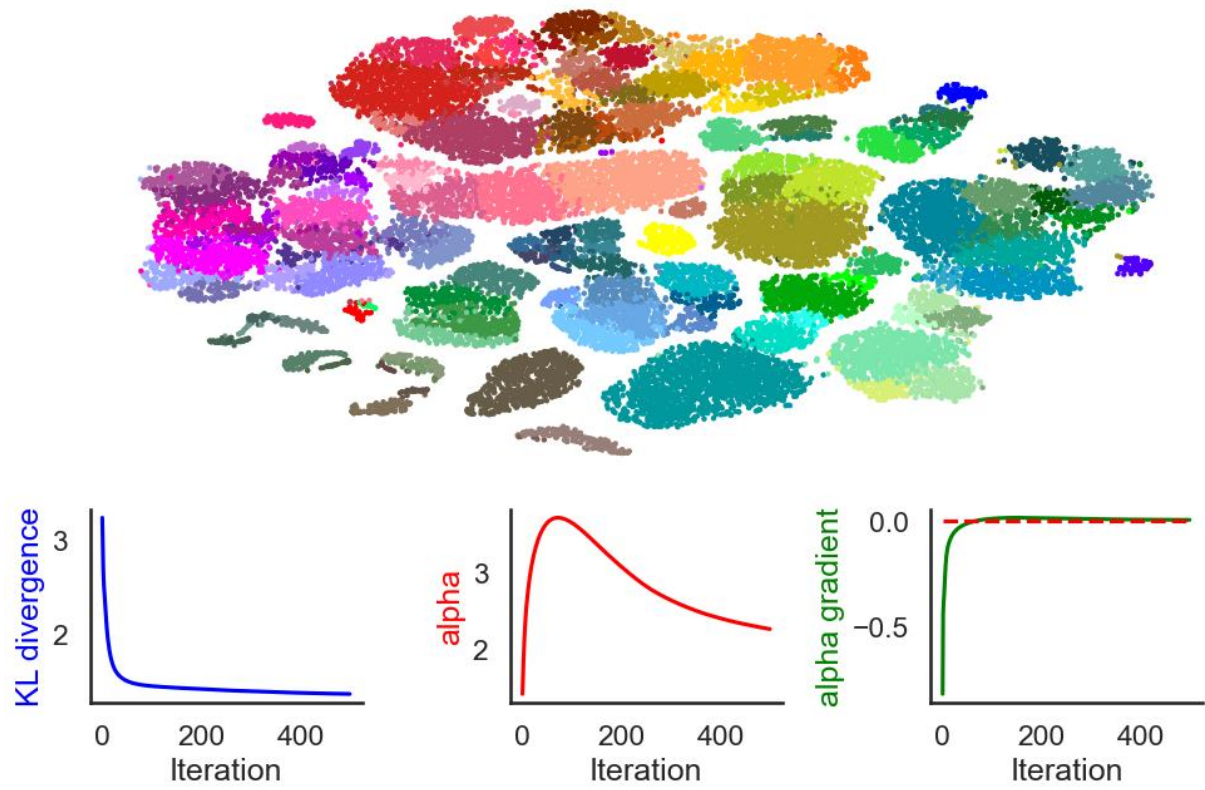 KL divergence
3
2
0 200 400
Iteration
alpha
3
2
0 200 400
Iteration
alpha gradient
0.0
−0.5
0 200 400
Iteration